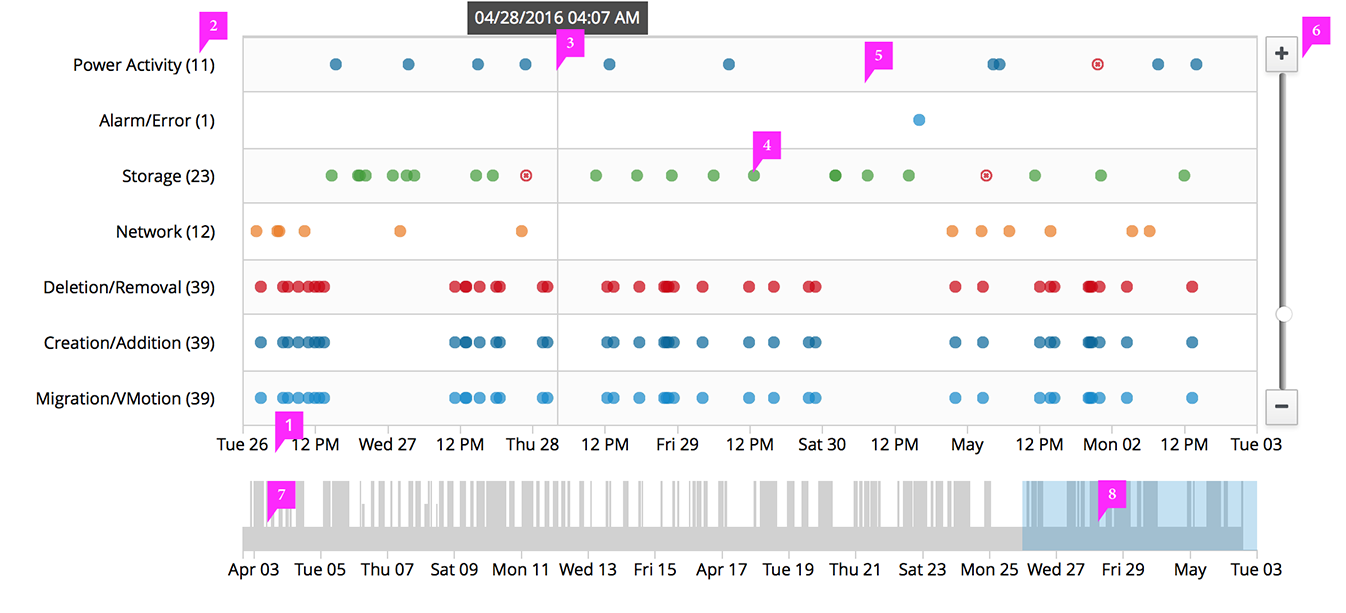 04/28/2016 04:07 AM
2
3
5
6
Power Activity (11)
+
Alarm/Error (1)
4
Storage (23)
Network (12)
Deletion/Removal (39)
Creation/Addition (39)
Migration/VMotion (39)
−
1
Tue 26 12 PM Wed 27 12 PM Thu 28 12 PM Fri 29 12 PM Sat 30 12 PM May 12 PM Mon 02 12 PM Tue 03
7
8
Apr 03 Tue 05 Thu 07 Sat 09 Mon 11 Wed 13 Fri 15 Apr 17 Tue 19 Thu 21 Sat 23 Mon 25 Wed 27 Fri 29 May Tue 03